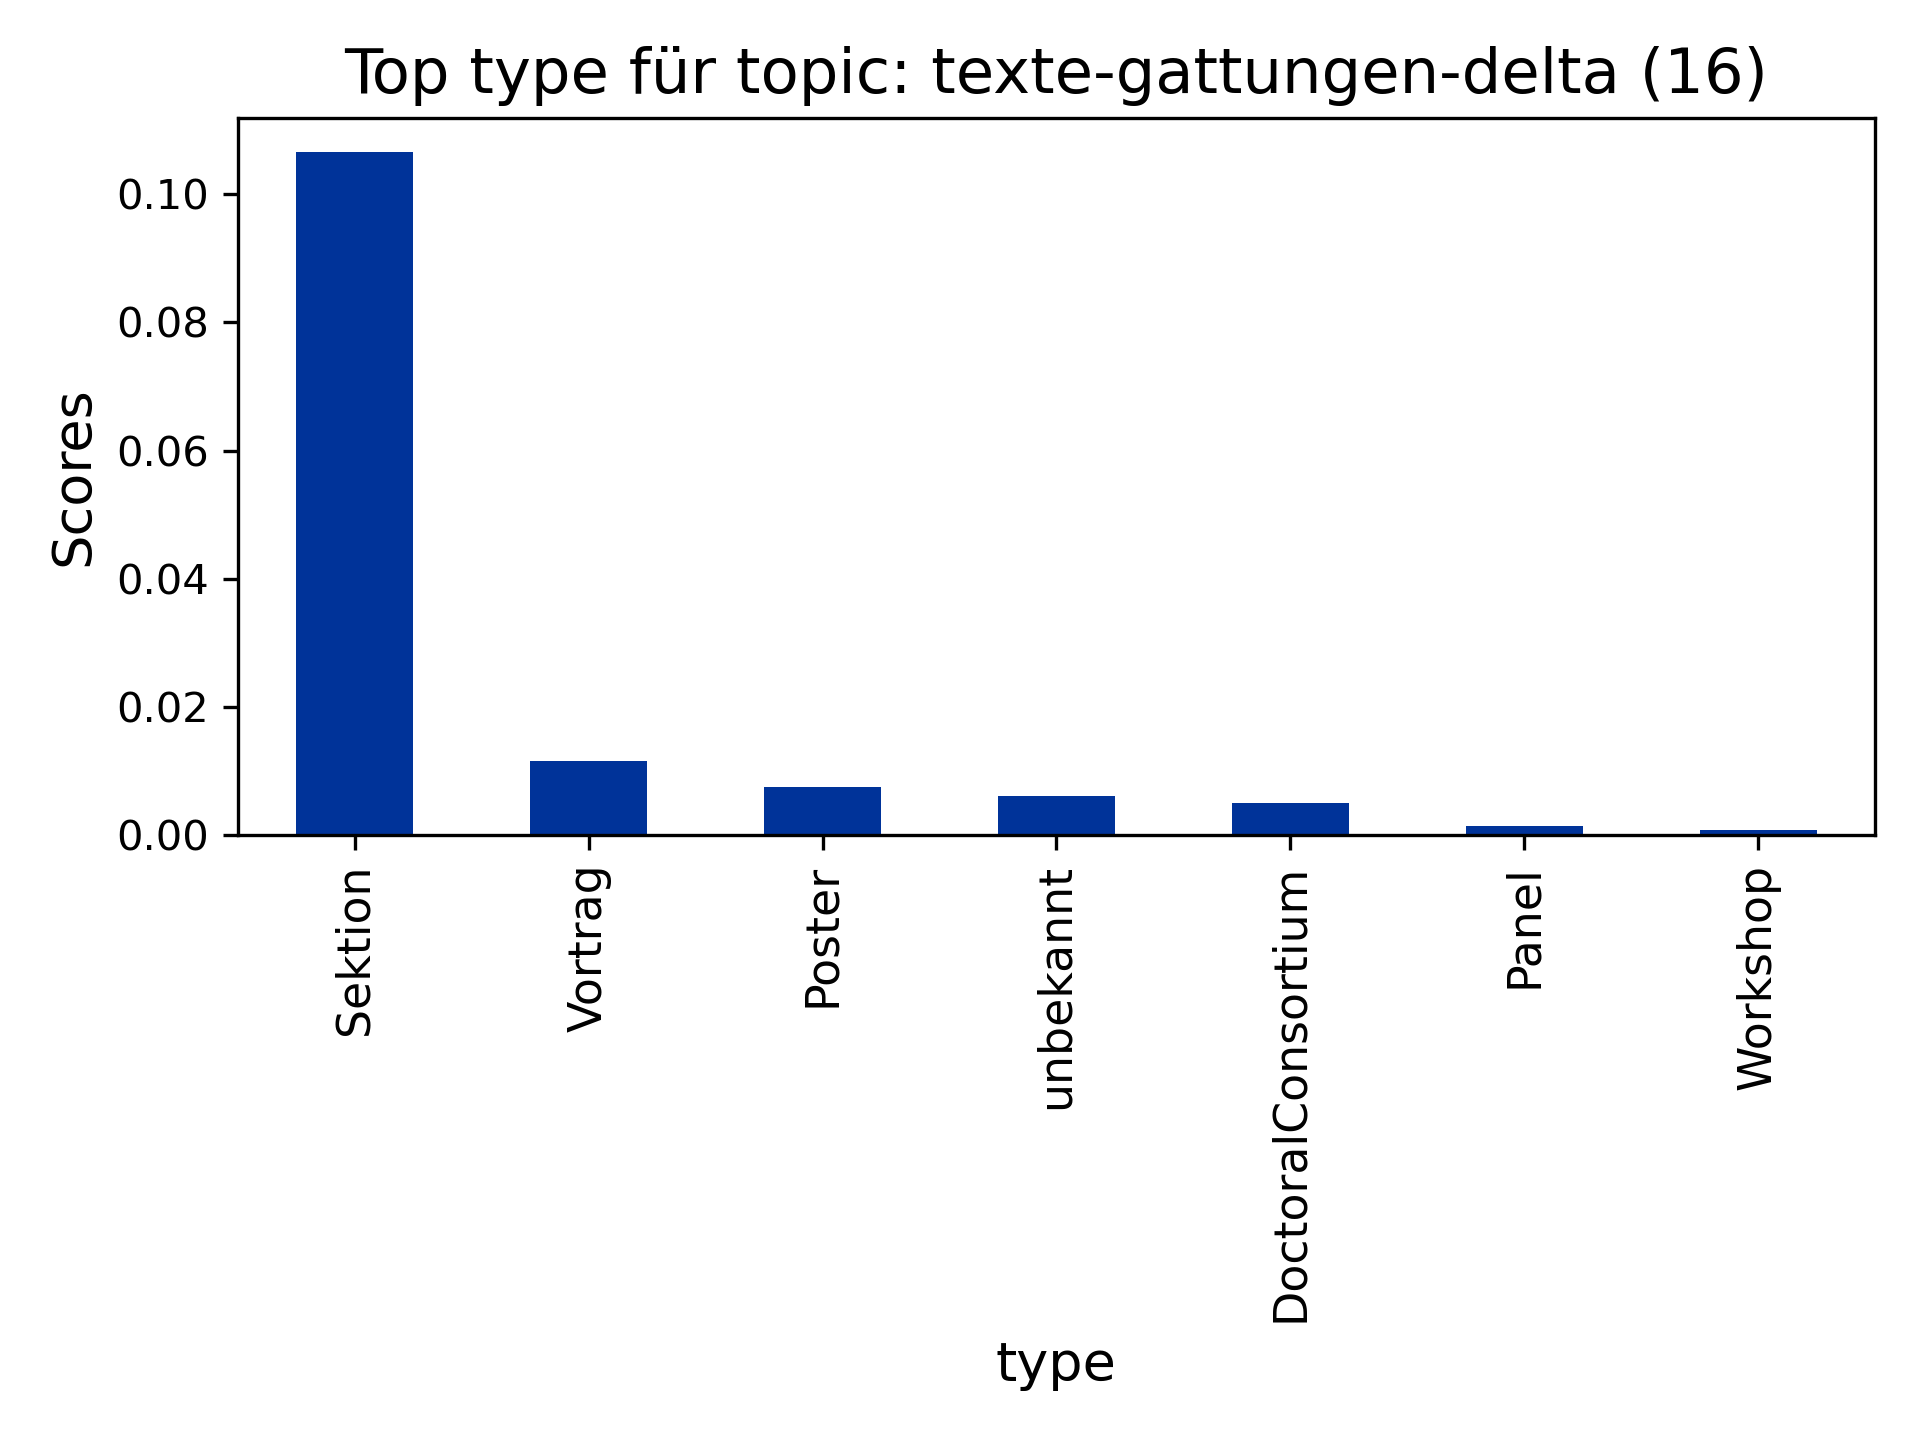 Top type für topic: texte-gattungen-delta (16)
Scores
0.10
0.08
0.06
0.04
0.02
0.00
Sektion
Vortrag
Poster
unbekannt
DoctoralConsortium
Panel
Workshop
type